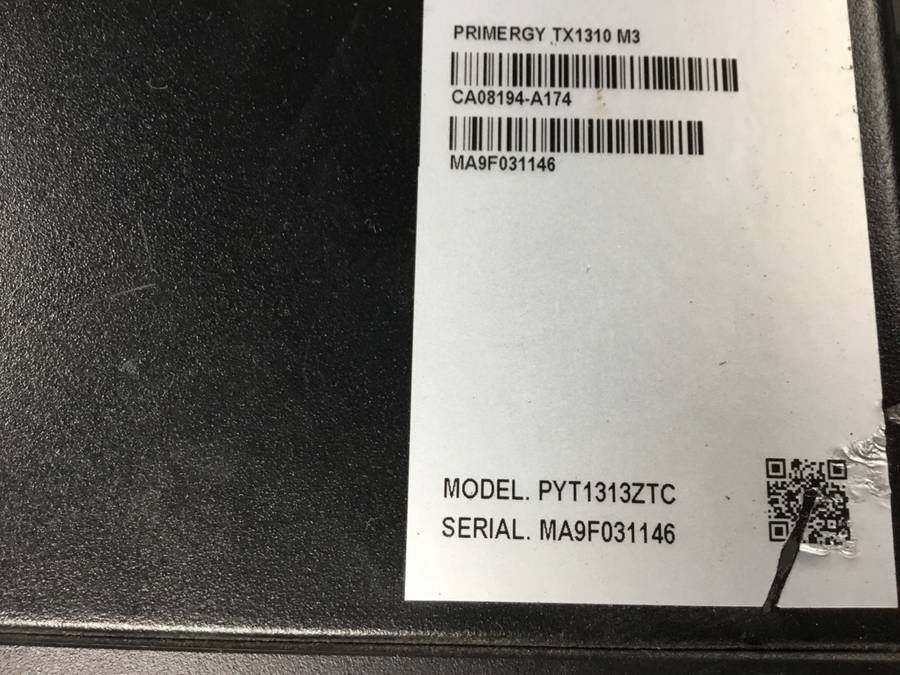 PRIMERGY TX1310 M3
CA08194-A174
MA9F031146
MODEL. PYT1313ZTC
SERIAL. MA9F031146